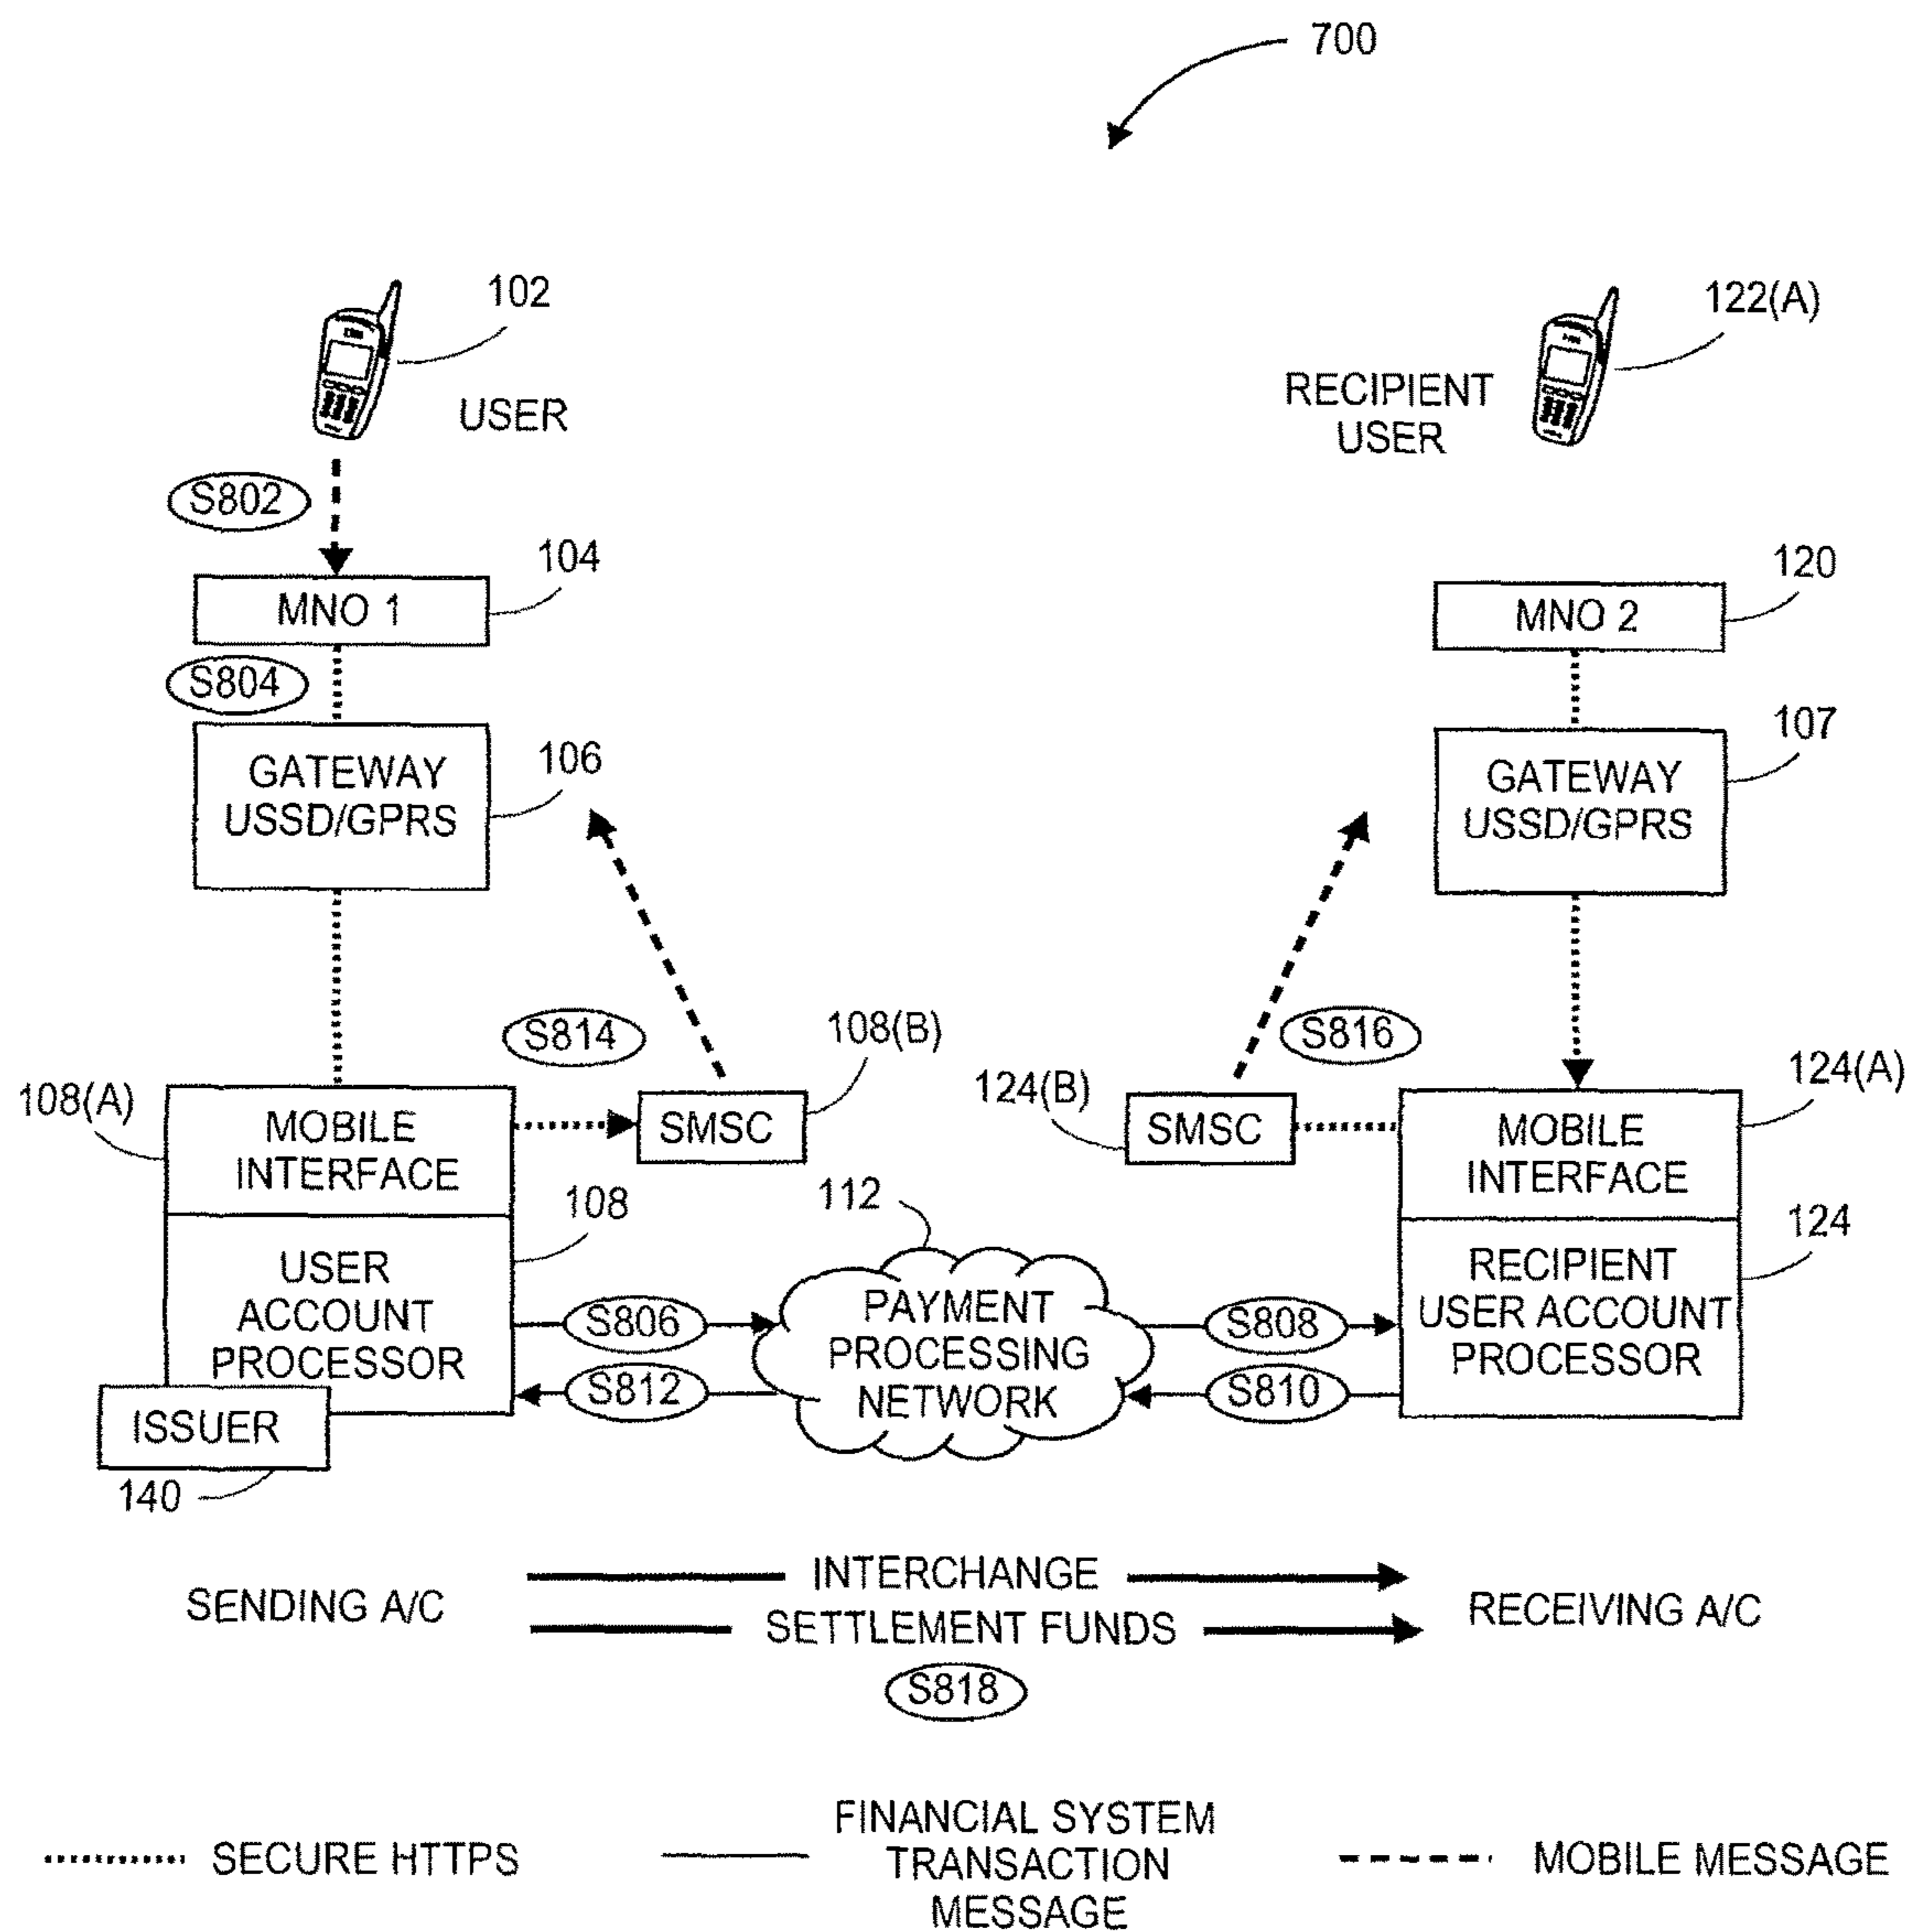 700
102
USER
122(A)
RECIPIENT
USER
S802
104
MNO 1
120
MNO 2
S804
106
GATEWAY
USSD/GPRS
107
GATEWAY
USSD/GPRS
S814
108(B)
SMSC
S816
124(B)
SMSC
108(A)
MOBILE
INTERFACE
124(A)
MOBILE
INTERFACE
108
USER
ACCOUNT
PROCESSOR
112
PAYMENT
PROCESSING
NETWORK
124
RECIPIENT
USER ACCOUNT
PROCESSOR
S806
S808
S812
S810
ISSUER
140
SENDING A/C
INTERCHANGE
SETTLEMENT FUNDS
RECEIVING A/C
S818
SECURE HTTPS
FINANCIAL SYSTEM
TRANSACTION
MESSAGE
MOBILE MESSAGE